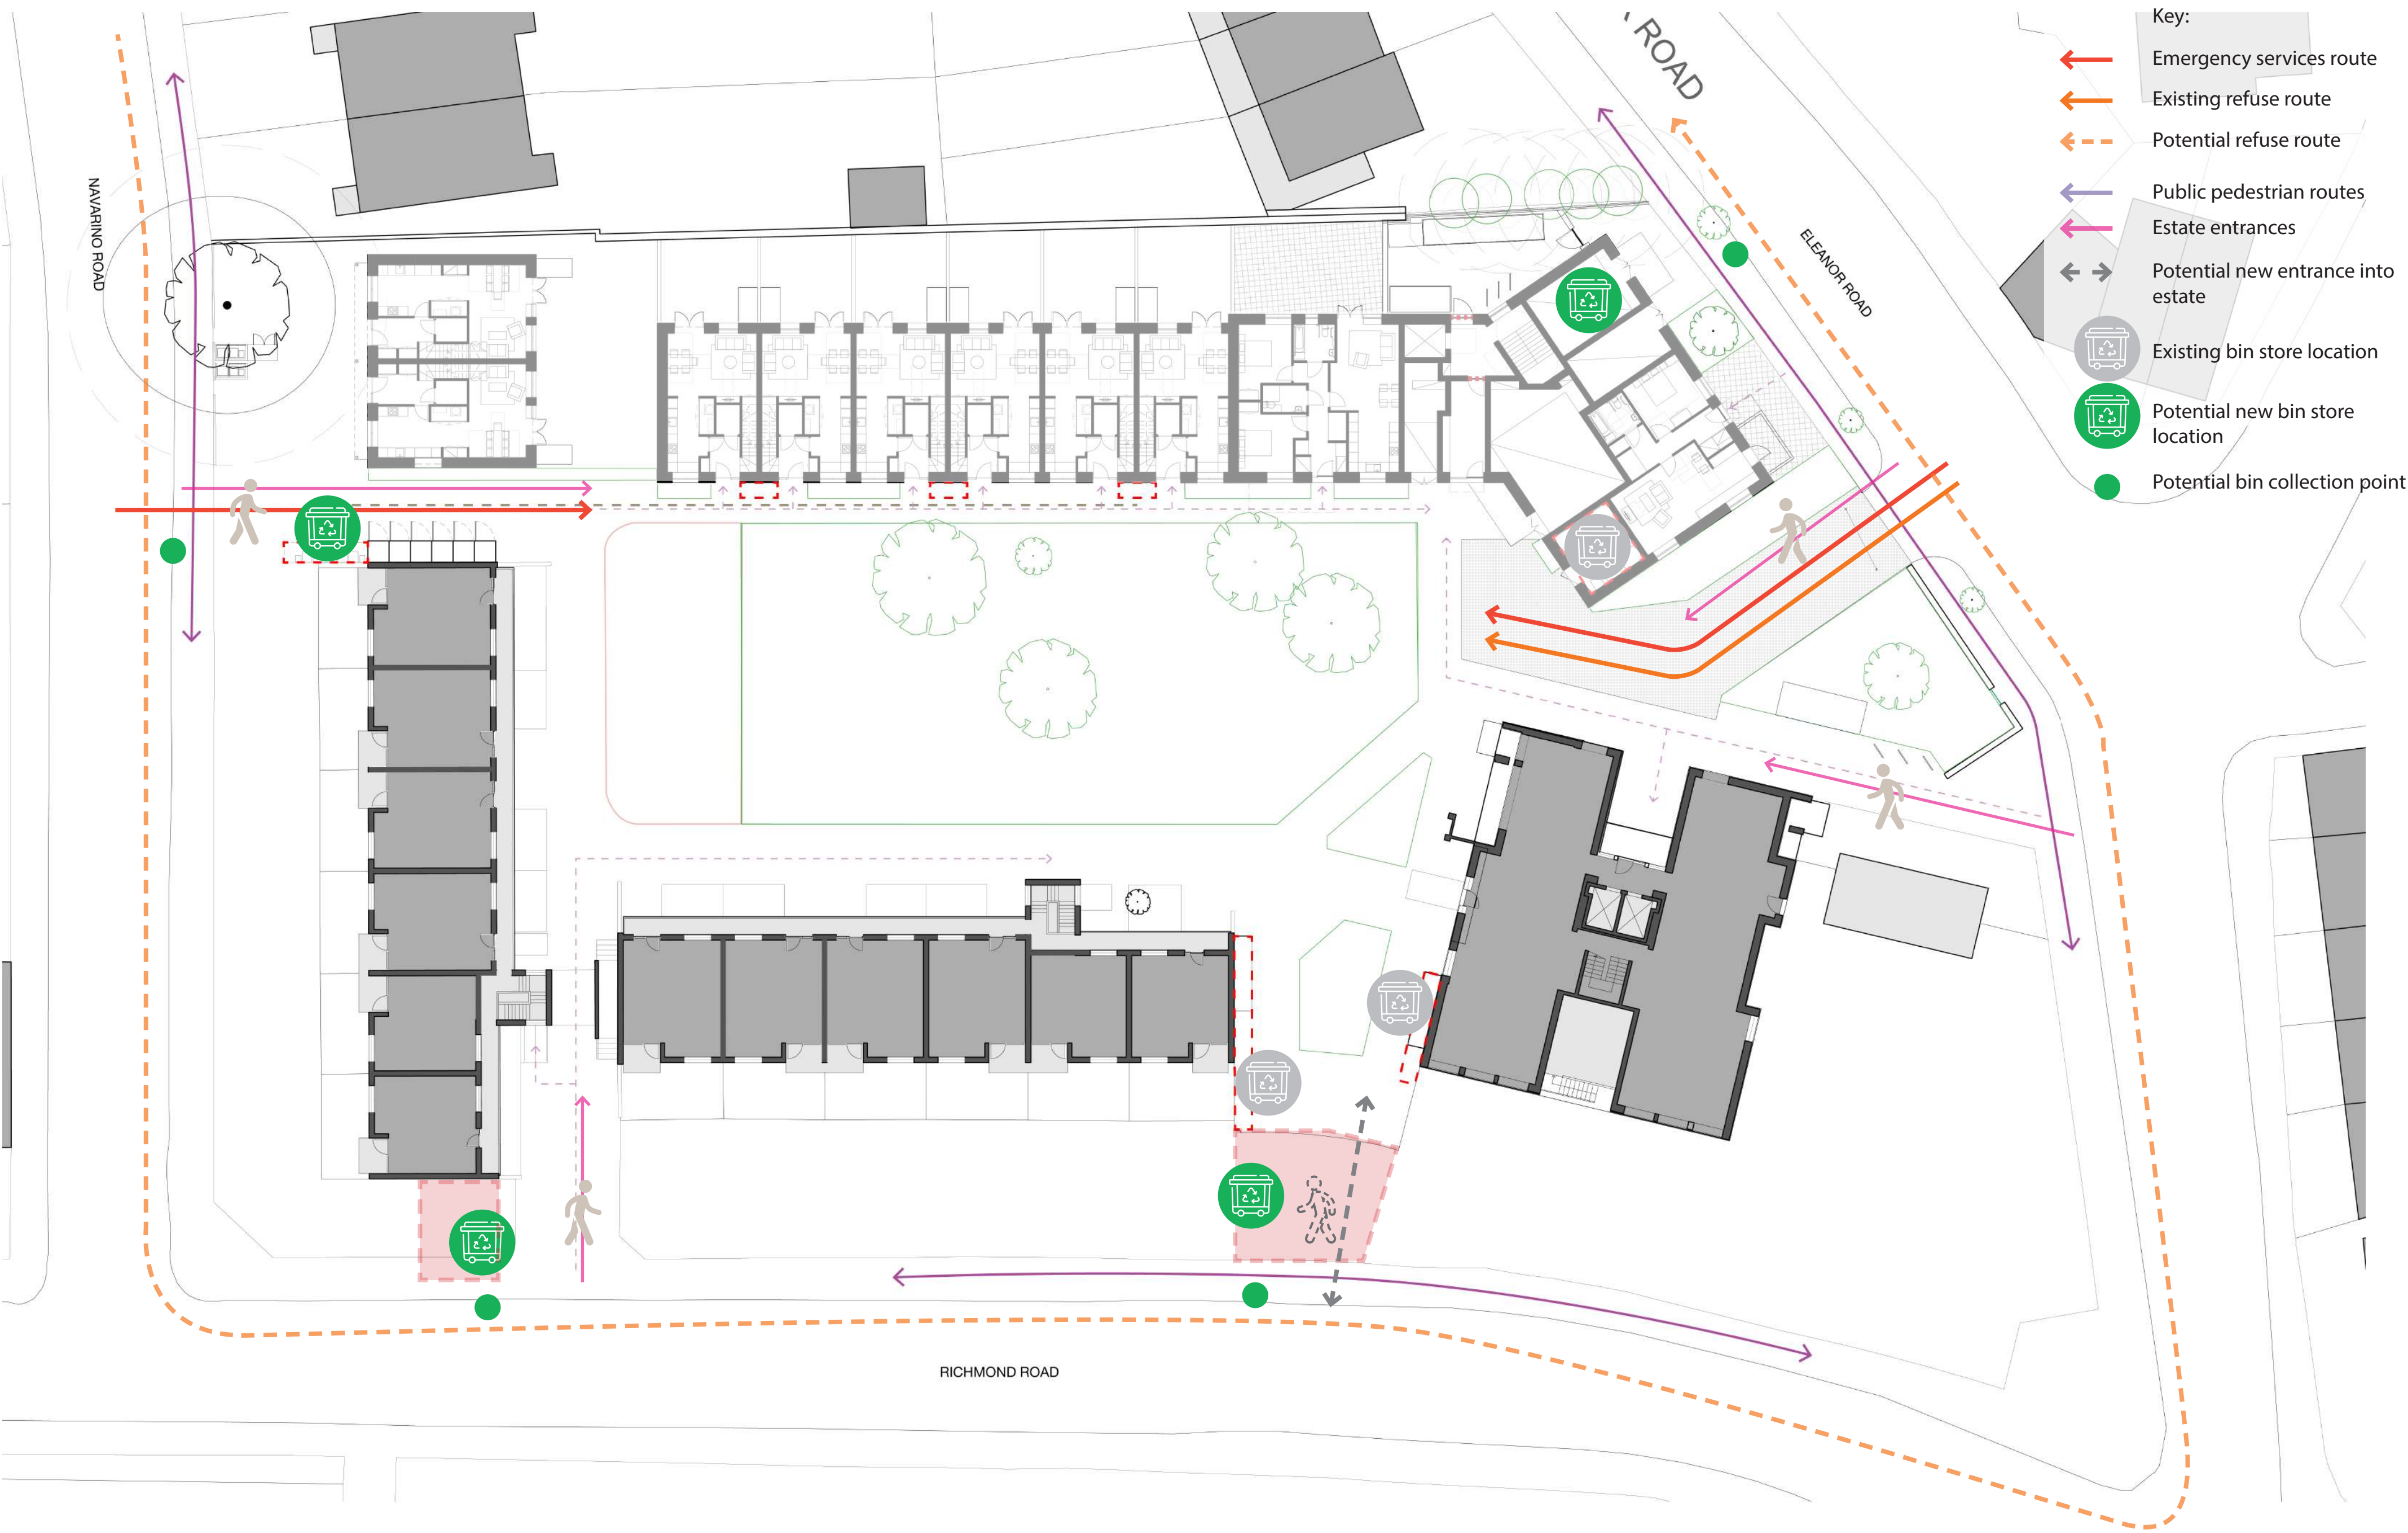 ROAD
NAVARINO ROAD
ELEANOR ROAD
RICHMOND ROAD
Key:
Emergency services route
Existing refuse route
Potential refuse route
Public pedestrian routes
Estate entrances
Potential new entrance into
estate
Existing bin store location
Potential new bin store
location
Potential bin collection point